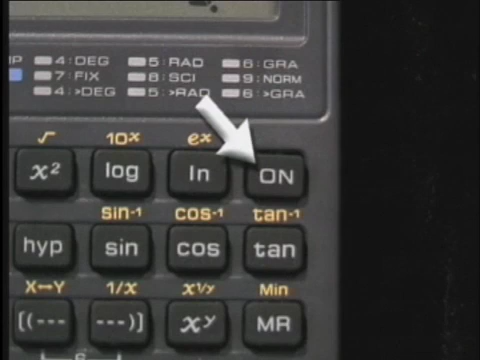 4:DEG 5:RAD 6:GRA
7:FIX 8:SCI 9:NORM
4:>DEG 5:>RAD 6:>GRA
√ 10ˣ eˣ
x² log ln ON
sin-1 cos-1 tan-1
hyp sin cos tan
X↔Y 1/x x1/y Min
[(--- ---)] xʸ MR